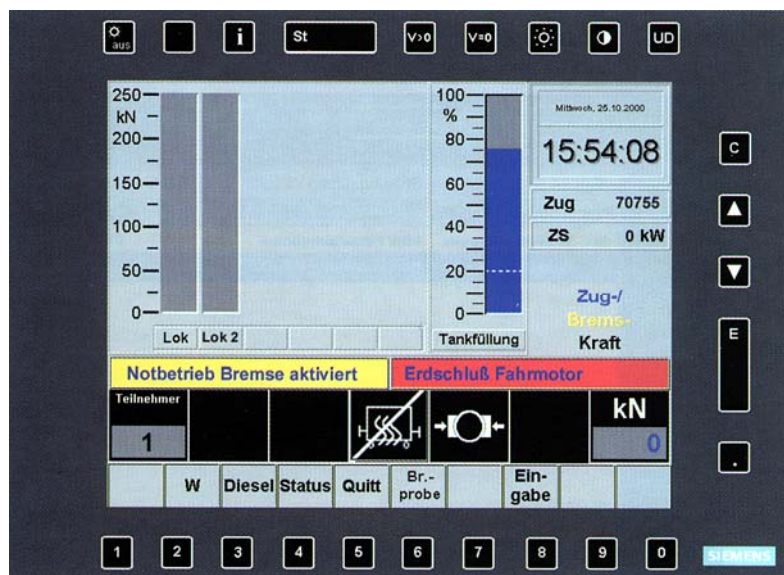 aus
i
St
V>0
V=0
UD
250
kN
200
150
100
50
0
Lok
Lok 2
100
%
80
60
40
20
0
Tankfüllung
Mittwoch, 25.10.2000
15:54:08
Zug 70755
ZS 0 kW
Zug-/
Brems-
Kraft
Notbetrieb Bremse aktiviert
Erdschluß Fahrmotor
Teilnehmer
1
kN
0
W
Diesel
Status
Quitt
Br.-
probe
Ein-
gabe
C
E
.
1 2 3 4 5 6 7 8 9 0
SIEMENS